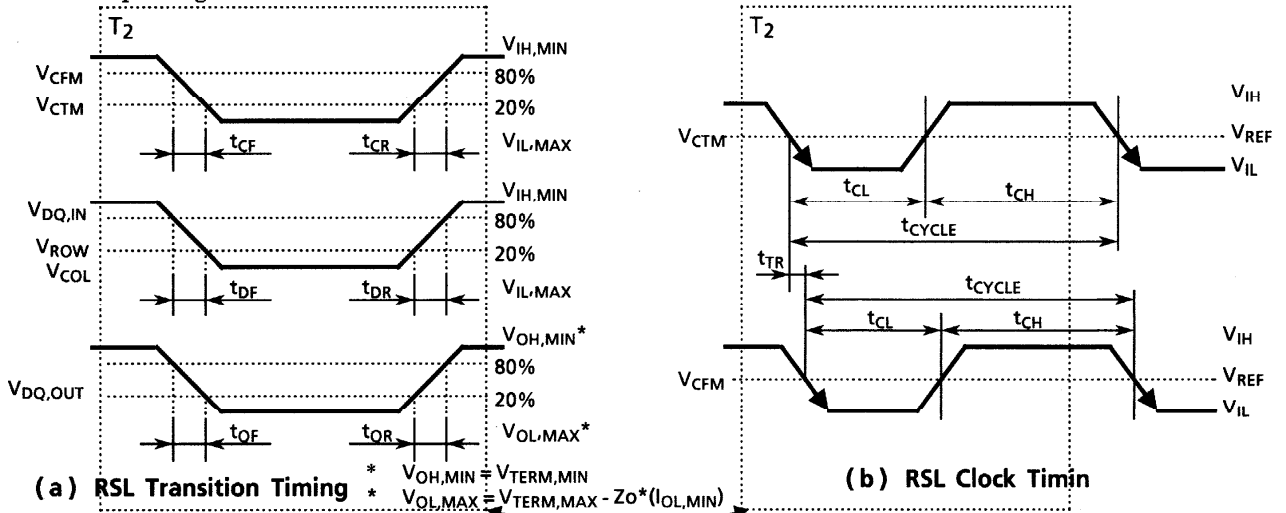 T2
VIH,MIN
VCFM
80%
VCTM
20%
tCF
tCR
VIL,MAX
VIH,MIN
VDQ,IN
80%
VROW
20%
VCOL
tDF
tDR
VIL,MAX
VOH,MIN*
80%
VDQ,OUT
20%
tQF
tQR
VOL,MAX*
(a) RSL Transition Timing
* VOH,MIN = VTERM,MIN
* VOL,MAX = VTERM,MAX - Zo*(IOL,MIN)
T2
VIH
VCTM
VREF
VIL
tCL
tCH
tCYCLE
tTR
tCYCLE
tCL
tCH
VIH
VCFM
VREF
VIL
(b) RSL Clock Timin